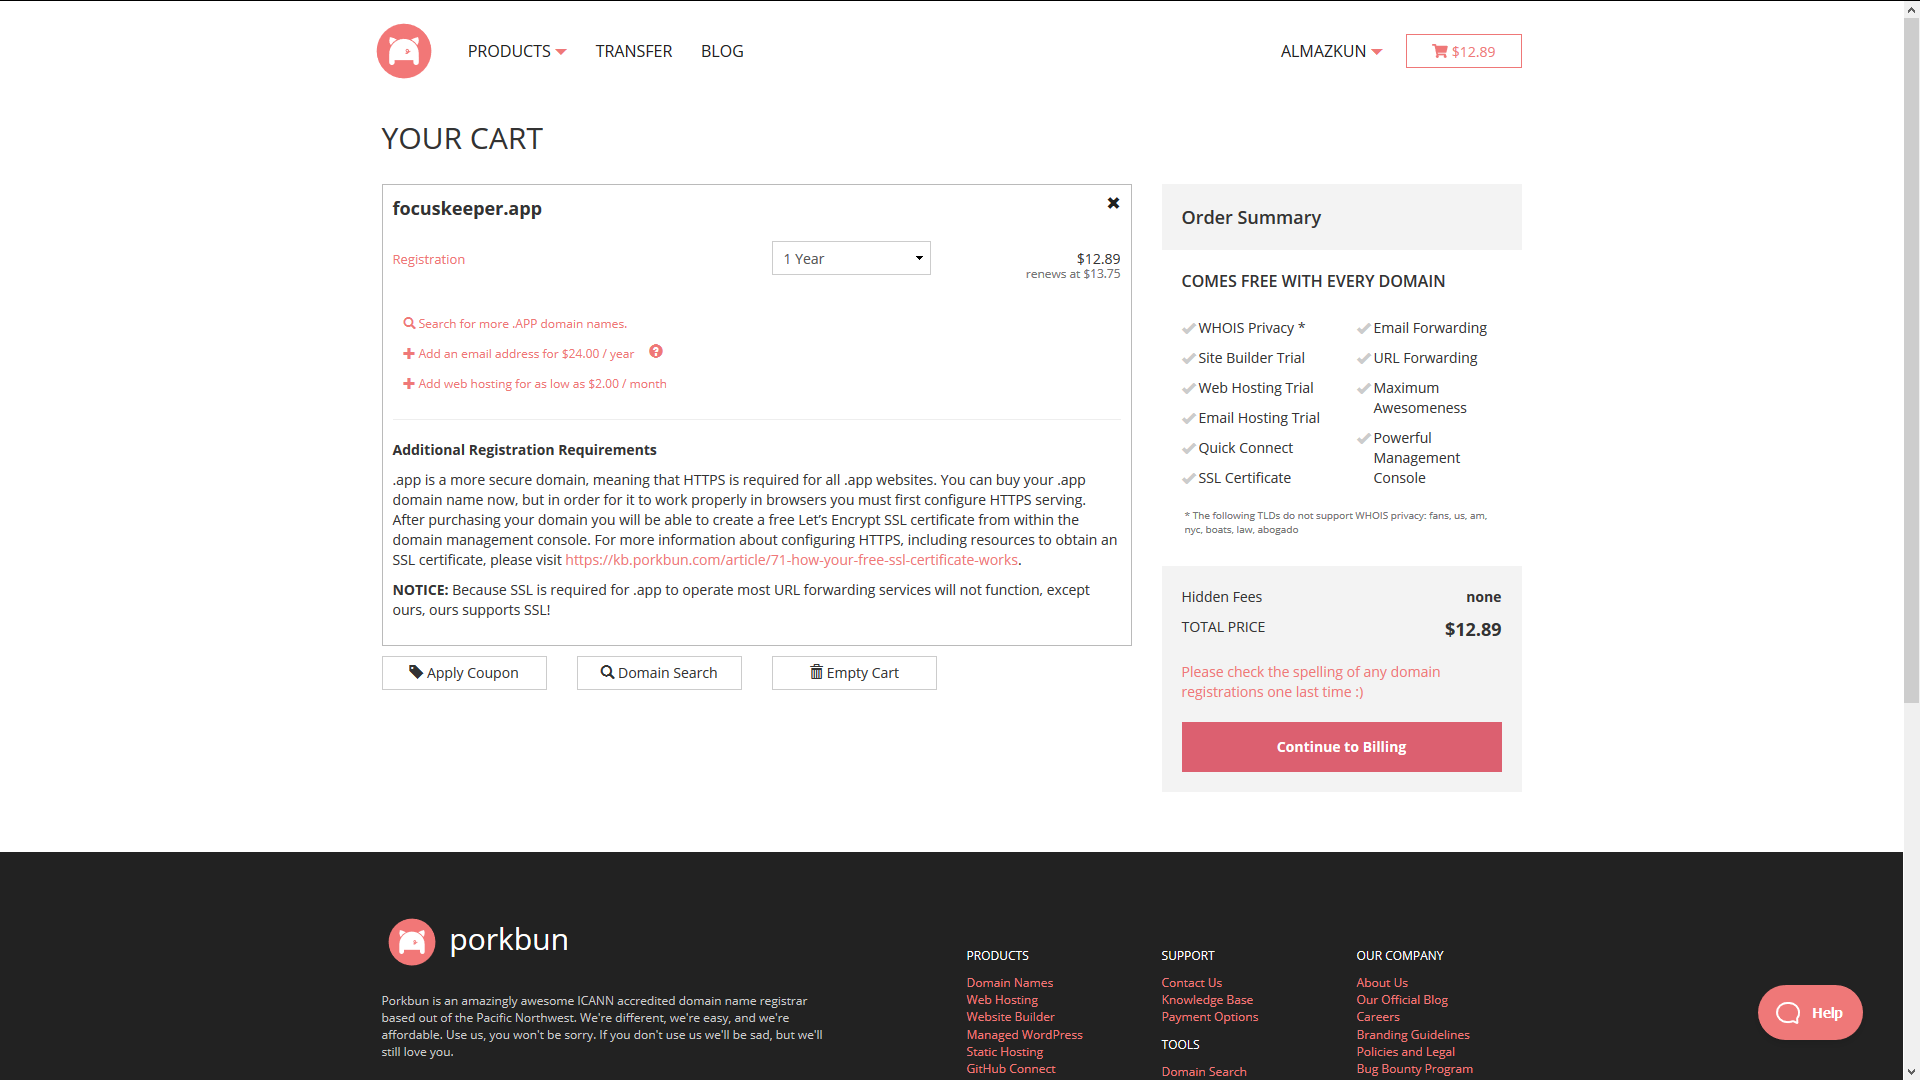 PRODUCTS
TRANSFER
BLOG
ALMAZKUN
$12.89
YOUR CART
focuskeeper.app
Registration
1 Year
$12.89
renews at $13.75
Search for more .APP domain names.
Add an email address for $24.00 / year
Add web hosting for as low as $2.00 / month
Additional Registration Requirements
.app is a more secure domain, meaning that HTTPS is required for all .app websites. You can buy your .app
domain name now, but in order for it to work properly in browsers you must first configure HTTPS serving.
After purchasing your domain you will be able to create a free Let's Encrypt SSL certificate from within the
domain management console. For more information about configuring HTTPS, including resources to obtain an
SSL certificate, please visit https://kb.porkbun.com/article/71-how-your-free-ssl-certificate-works.
NOTICE: Because SSL is required for .app to operate most URL forwarding services will not function, except
ours, ours supports SSL!
Apply Coupon
Domain Search
Empty Cart
Order Summary
COMES FREE WITH EVERY DOMAIN
WHOIS Privacy *
Site Builder Trial
Web Hosting Trial
Email Hosting Trial
Quick Connect
SSL Certificate
Email Forwarding
URL Forwarding
Maximum
Awesomeness
Powerful
Management
Console
* The following TLDs do not support WHOIS privacy: fans, us, am,
nyc, boats, law, abogado
Hidden Fees
none
TOTAL PRICE
$12.89
Please check the spelling of any domain
registrations one last time :)
Continue to Billing
porkbun
Porkbun is an amazingly awesome ICANN accredited domain name registrar
based out of the Pacific Northwest. We're different, we're easy, and we're
affordable. Use us, you won't be sorry. If you don't use us we'll be sad, but we'll
still love you.
PRODUCTS
Domain Names
Web Hosting
Website Builder
Managed WordPress
Static Hosting
GitHub Connect
SUPPORT
Contact Us
Knowledge Base
Payment Options
TOOLS
Domain Search
OUR COMPANY
About Us
Our Official Blog
Careers
Branding Guidelines
Policies and Legal
Bug Bounty Program
Help